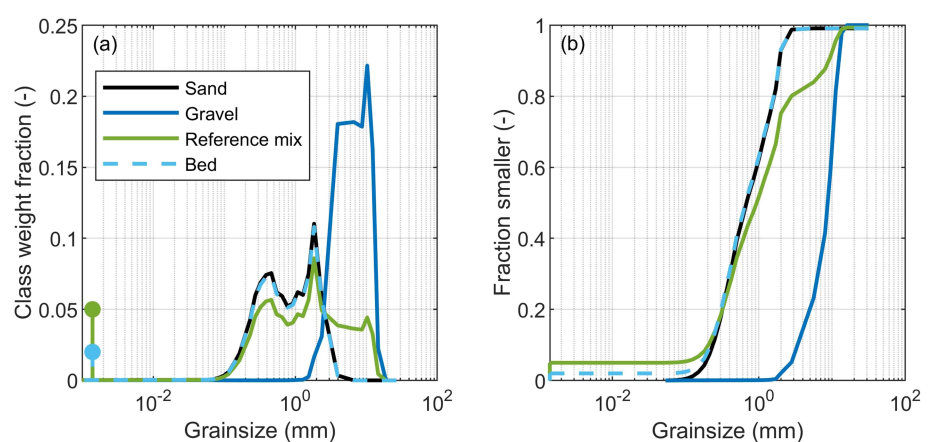 (a)
Class weight fraction (-)
0.25
0.2
0.15
0.1
0.05
0
Sand
Gravel
Reference mix
Bed
10^-2
10^0
10^2
Grainsize (mm)
(b)
Fraction smaller (-)
1
0.8
0.6
0.4
0.2
0
10^-2
10^0
10^2
Grainsize (mm)